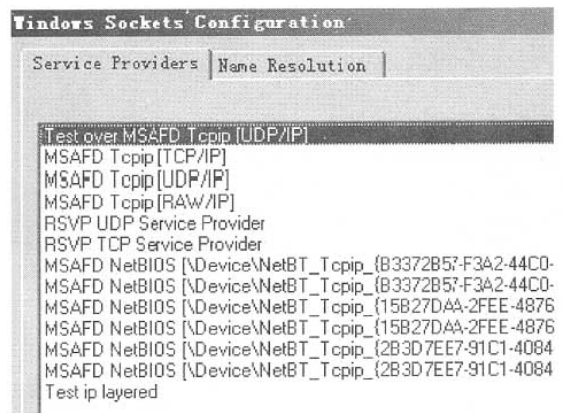 Windows Sockets Configuration
Service Providers
Name Resolution
Test over MSAFD Tcpip [UDP/IP]
MSAFD Tcpip [TCP/IP]
MSAFD Tcpip [UDP/IP]
MSAFD Tcpip [RAW/IP]
RSVP UDP Service Provider
RSVP TCP Service Provider
MSAFD NetBIOS [\Device\NetBT_Tcpip_{B3372B57-F3A2-44C0-
MSAFD NetBIOS [\Device\NetBT_Tcpip_{B3372B57-F3A2-44C0-
MSAFD NetBIOS [\Device\NetBT_Tcpip_{15B27DAA-2FEE-4876
MSAFD NetBIOS [\Device\NetBT_Tcpip_{15B27DAA-2FEE-4876
MSAFD NetBIOS [\Device\NetBT_Tcpip_{2B3D7EE7-91C1-4084
MSAFD NetBIOS [\Device\NetBT_Tcpip_{2B3D7EE7-91C1-4084
Test ip layered